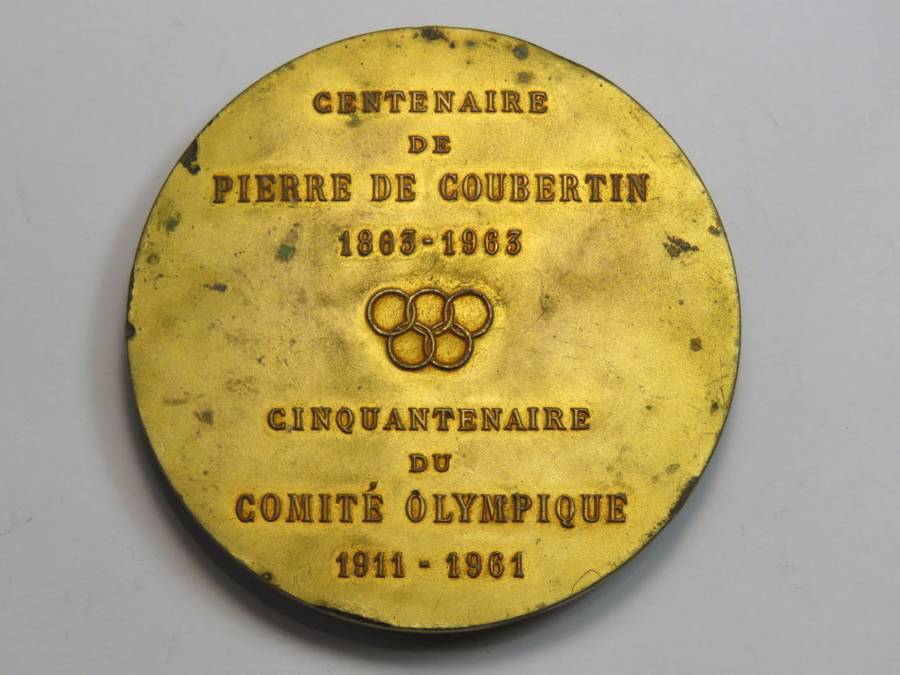 CENTENAIRE
DE
PIERRE DE COUBERTIN
1863-1963
CINQUANTENAIRE
DU
COMITÉ OLYMPIQUE
1911 - 1961